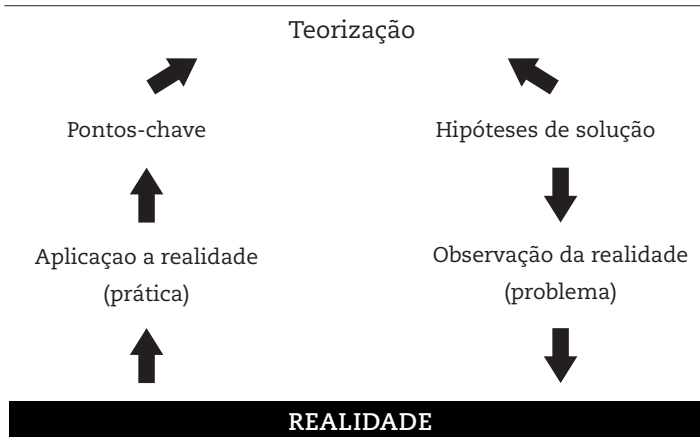 Teorização
Pontos-chave
Hipóteses de solução
Aplicaçao a realidade
(prática)
Observação da realidade
(problema)
REALIDADE